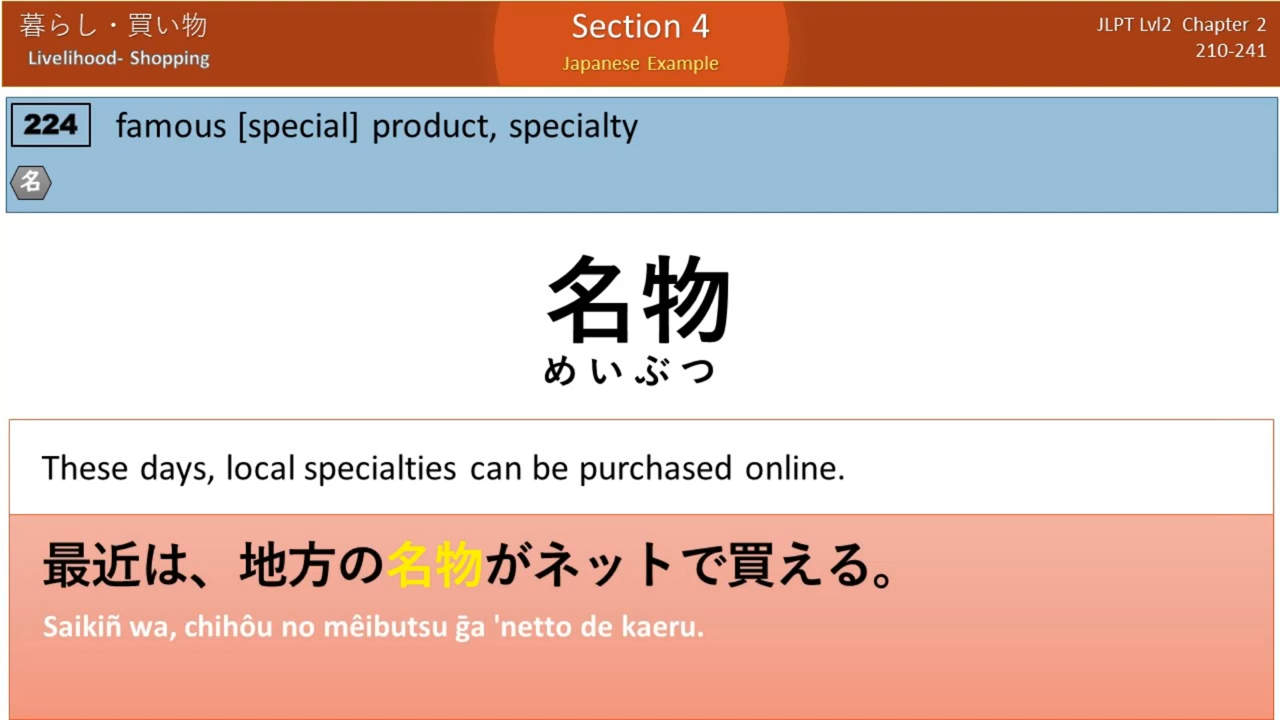 暮らし・買い物
Livelihood- Shopping
Section 4
Japanese Example
JLPT Lvl2 Chapter 2
210-241
224 famous [special] product, specialty
名
名物
めいぶつ
These days, local specialties can be purchased online.
最近は、地方の名物がネットで買える。
Saikiñ wa, chihôu no mêibutsu ḡa 'netto de kaeru.